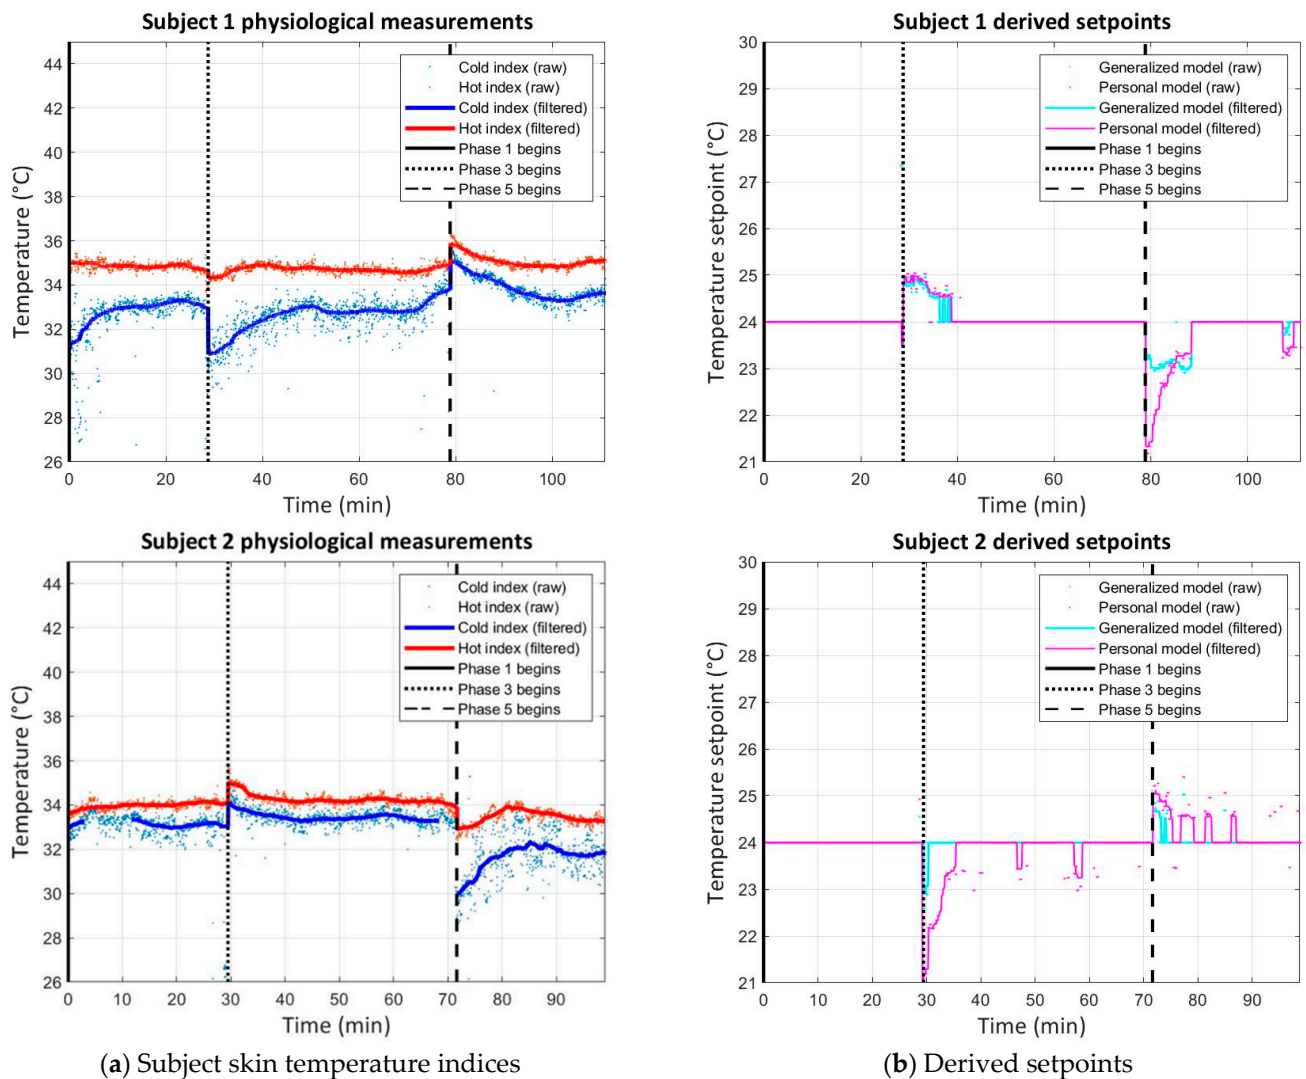 Subject 1 physiological measurements
44
42
40
38
36
34
32
30
28
26
0
20
40
60
80
100
Temperature (°C)
Time (min)
Cold index (raw)
Hot index (raw)
Cold index (filtered)
Hot index (filtered)
Phase 1 begins
Phase 3 begins
Phase 5 begins
Subject 1 derived setpoints
30
29
28
27
26
25
24
23
22
21
0
20
40
60
80
100
Temperature setpoint (°C)
Time (min)
Generalized model (raw)
Personal model (raw)
Generalized model (filtered)
Personal model (filtered)
Phase 1 begins
Phase 3 begins
Phase 5 begins
Subject 2 physiological measurements
44
42
40
38
36
34
32
30
28
26
0
10
20
30
40
50
60
70
80
90
Temperature (°C)
Time (min)
Cold index (raw)
Hot index (raw)
Cold index (filtered)
Hot index (filtered)
Phase 1 begins
Phase 3 begins
Phase 5 begins
Subject 2 derived setpoints
30
29
28
27
26
25
24
23
22
21
0
10
20
30
40
50
60
70
80
90
Temperature setpoint (°C)
Time (min)
Generalized model (raw)
Personal model (raw)
Generalized model (filtered)
Personal model (filtered)
Phase 1 begins
Phase 3 begins
Phase 5 begins
(a) Subject skin temperature indices
(b) Derived setpoints